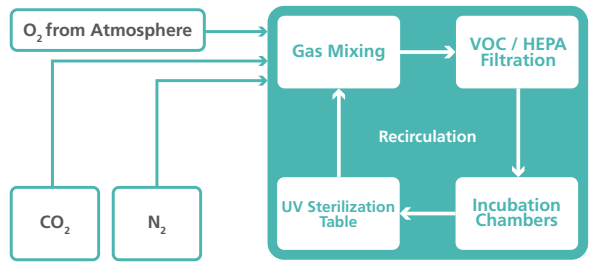 O₂ from Atmosphere
Gas Mixing
VOC / HEPA
Filtration
Recirculation
CO₂
N₂
UV Sterilization
Table
Incubation
Chambers